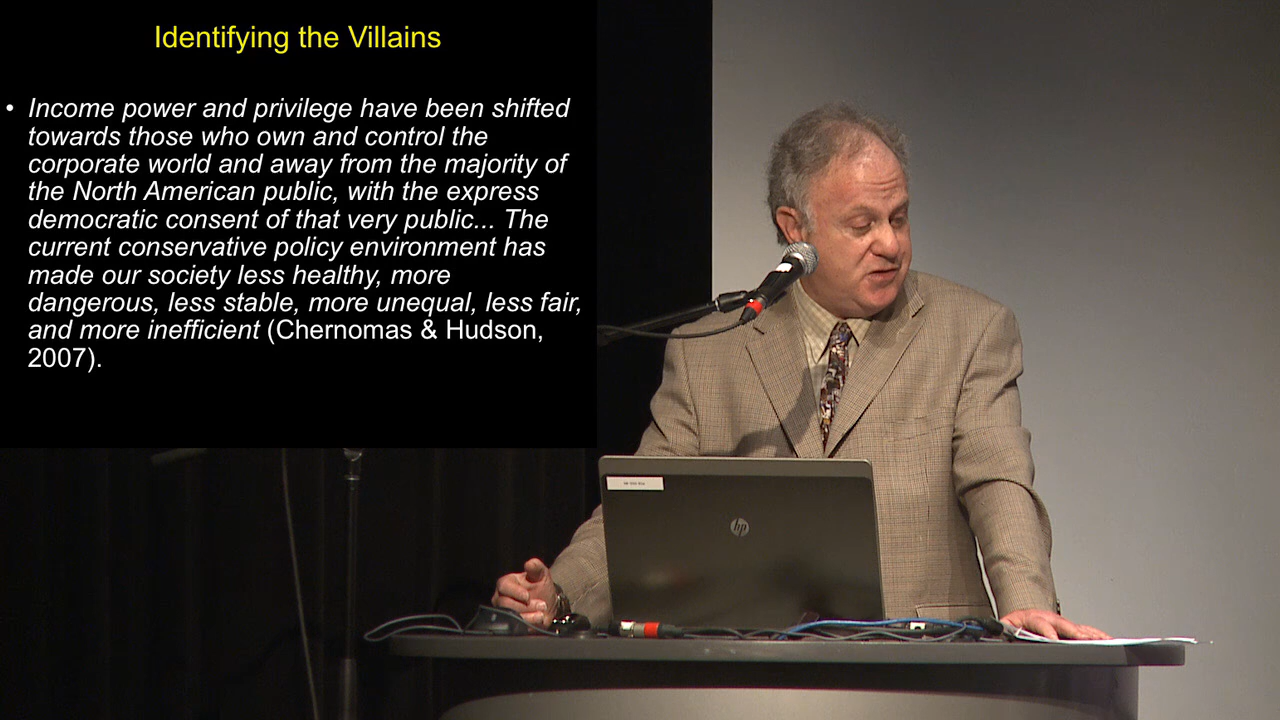 Identifying the Villains
• Income power and privilege have been shifted
towards those who own and control the
corporate world and away from the majority of
the North American public, with the express
democratic consent of that very public... The
current conservative policy environment has
made our society less healthy, more
dangerous, less stable, more unequal, less fair,
and more inefficient (Chernomas & Hudson,
2007).
hp